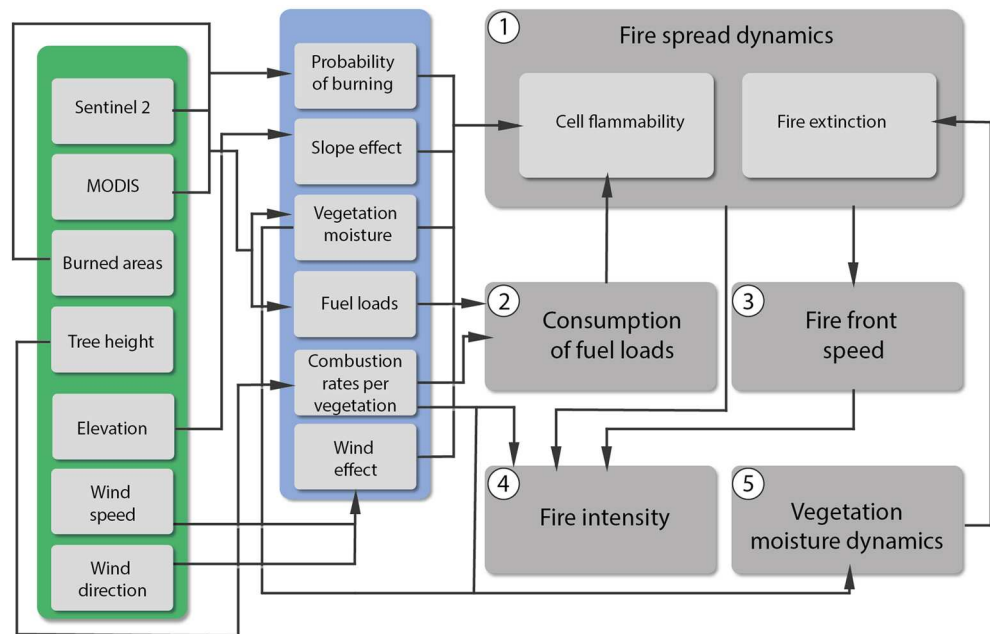 Sentinel 2
MODIS
Burned areas
Tree height
Elevation
Wind
speed
Wind
direction
Probability
of burning
Slope effect
Vegetation
moisture
Fuel loads
Combustion
rates per
vegetation
Wind
effect
1
Fire spread dynamics
Cell flammability
Fire extinction
2
Consumption
of fuel loads
3
Fire front
speed
4
Fire intensity
5
Vegetation
moisture dynamics